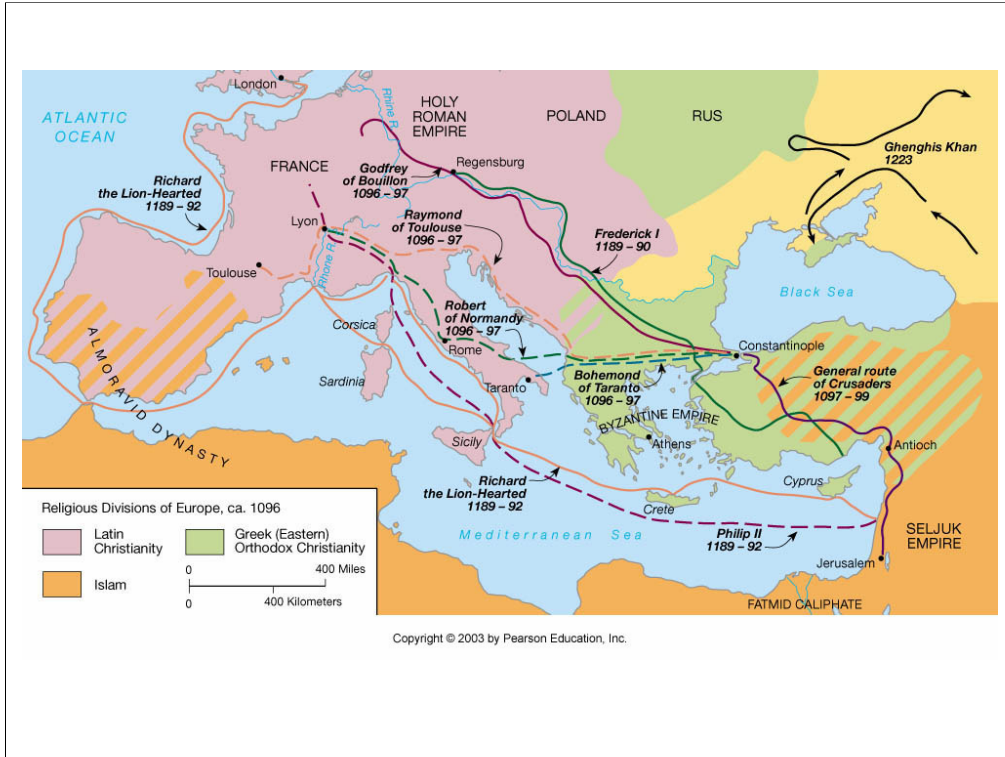 London
ATLANTIC
OCEAN
Rhine R.
HOLY
ROMAN
EMPIRE
POLAND
RUS
Ghenghis Khan
1223
FRANCE
Regensburg
Richard
the Lion-Hearted
1189 – 92
Godfrey
of Bouillon
1096 – 97
Lyon
Raymond
of Toulouse
1096 – 97
Frederick I
1189 – 90
Toulouse
Rhone R.
Black Sea
Corsica
Robert
of Normandy
1096 – 97
Rome
Constantinople
ALMORAVID DYNASTY
Sardinia
Taranto
Bohemond
of Taranto
1096 – 97
General route
of Crusaders
1097 – 99
BYZANTINE EMPIRE
Athens
Sicily
Antioch
Richard
the Lion-Hearted
1189 – 92
Cyprus
Crete
Mediterranean Sea
Philip II
1189 – 92
SELJUK
EMPIRE
Jerusalem
FATMID CALIPHATE
Religious Divisions of Europe, ca. 1096
Latin
Christianity
Greek (Eastern)
Orthodox Christianity
Islam
0
400 Miles
0
400 Kilometers
Copyright © 2003 by Pearson Education, Inc.